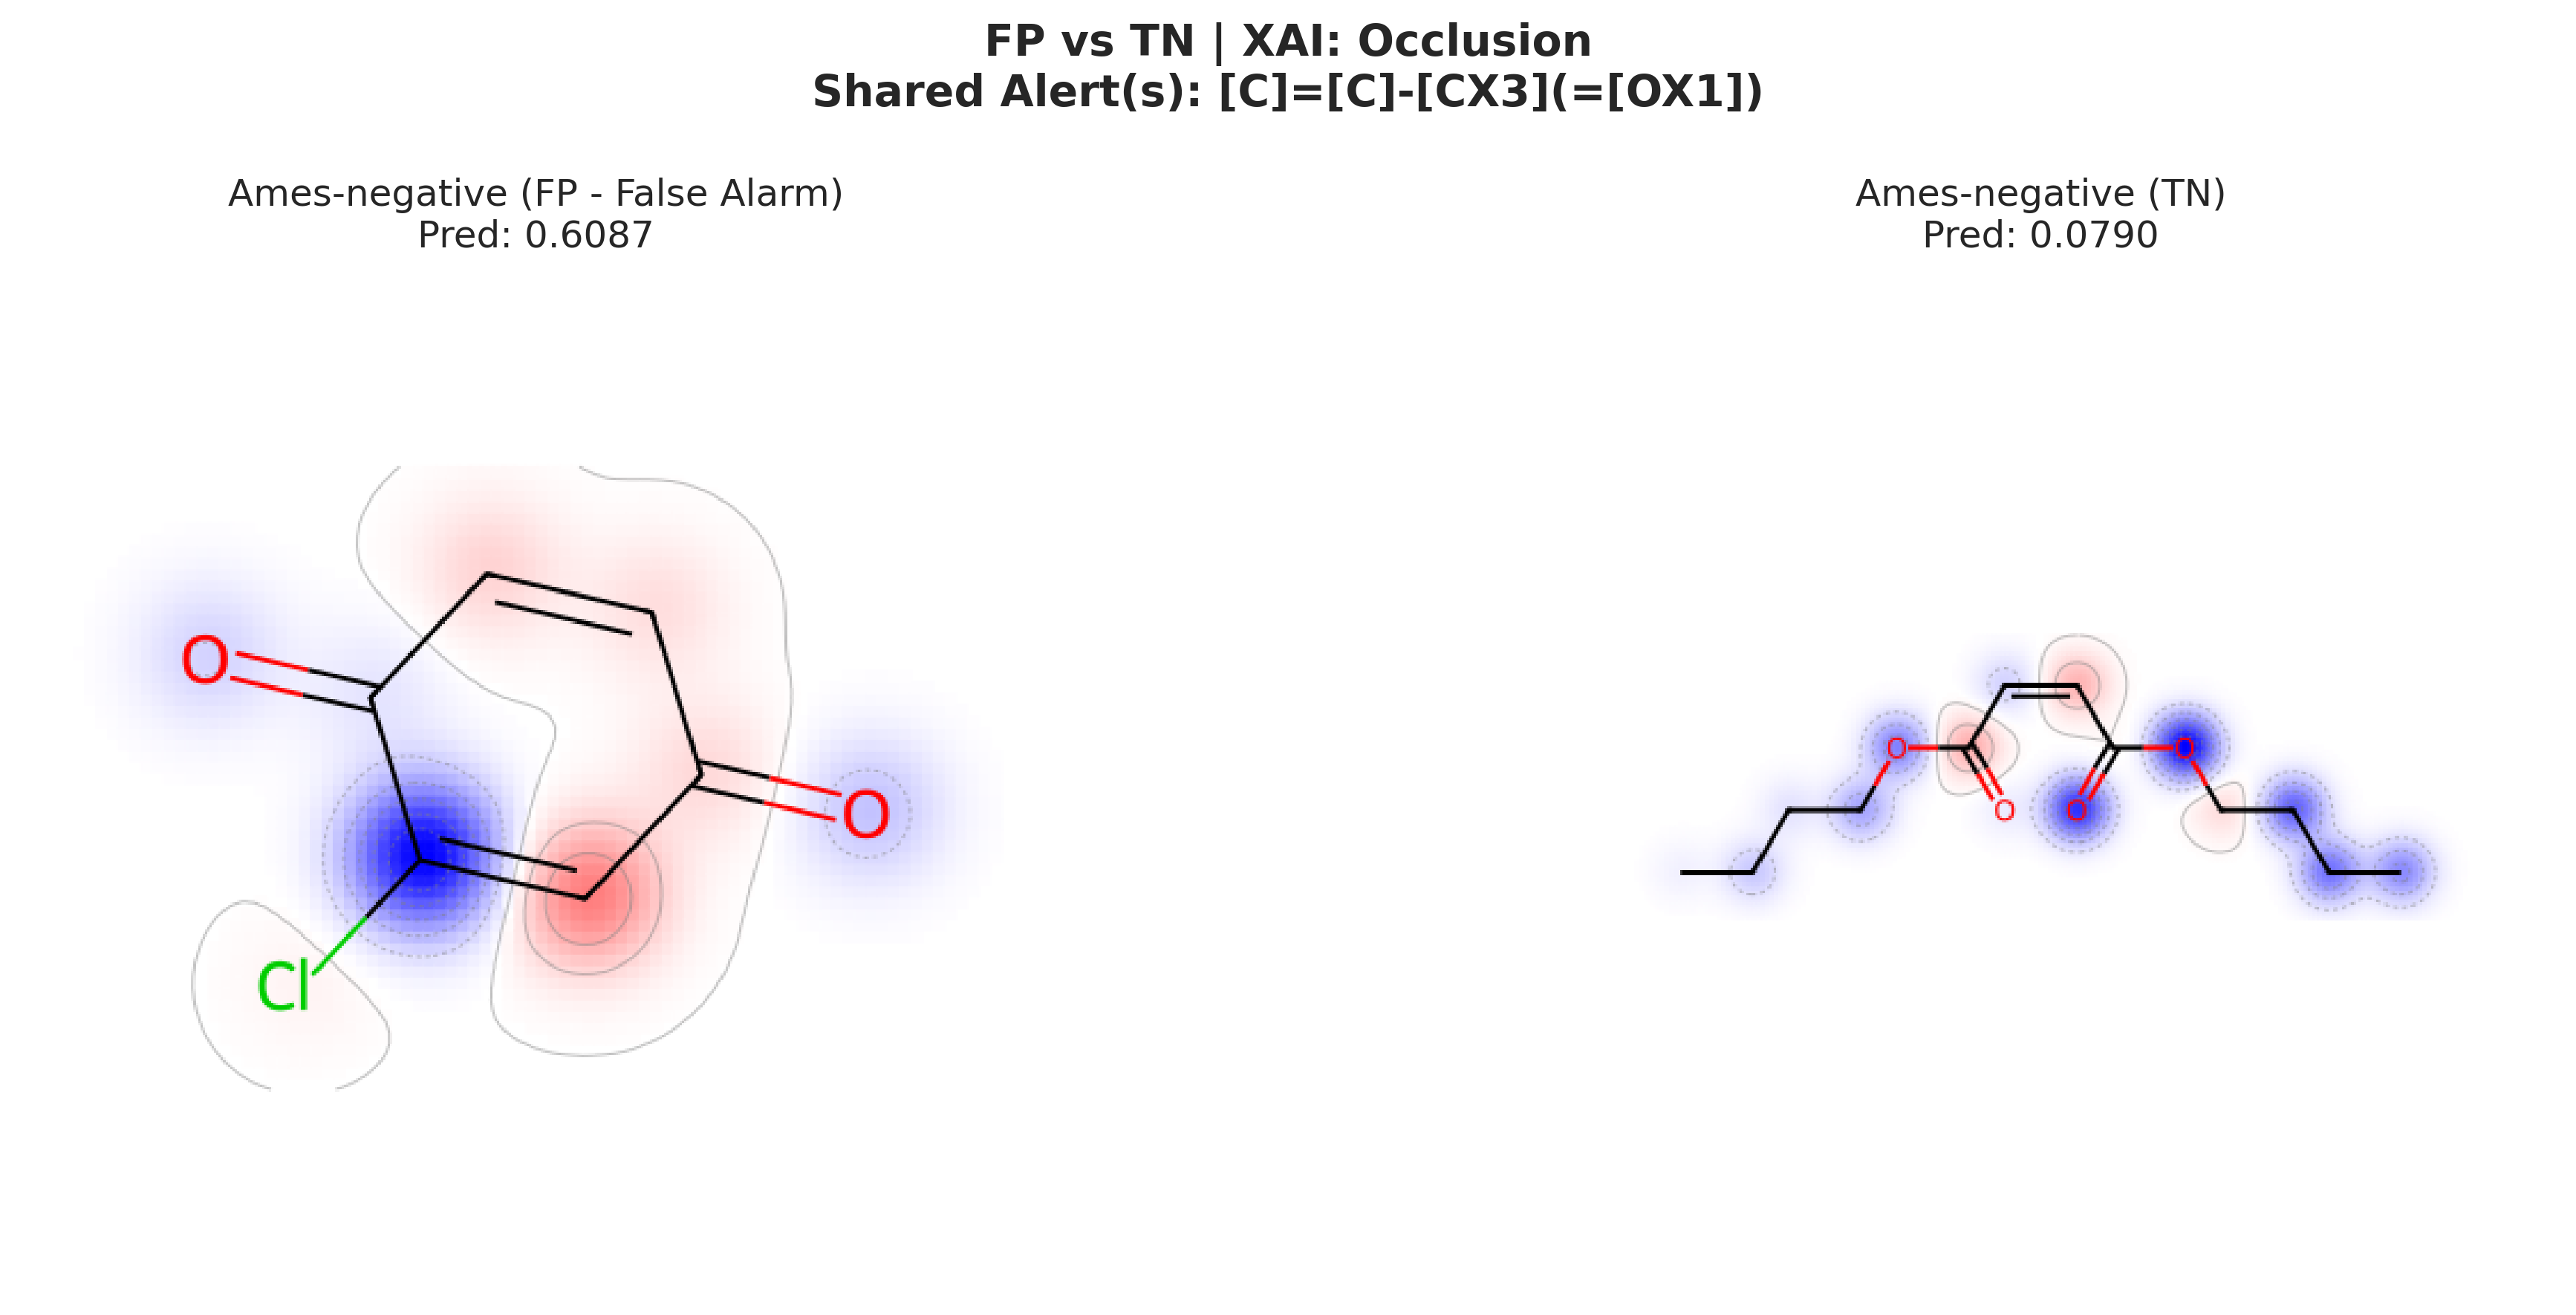 FP vs TN | XAI: Occlusion
Shared Alert(s): [C]=[C]-[CX3](=[OX1])
Ames-negative (FP - False Alarm)
Pred: 0.6087
Ames-negative (TN)
Pred: 0.0790
O
O
Cl
O
O
O
O